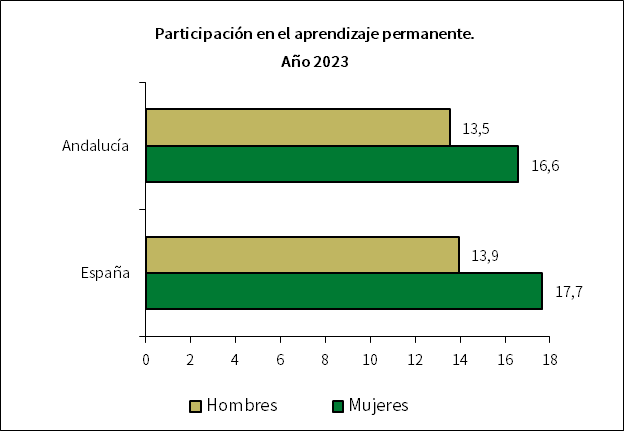 Participación en el aprendizaje permanente.
Año 2023
Andalucía
13,5
16,6
España
13,9
17,7
0 2 4 6 8 10 12 14 16 18
Hombres Mujeres